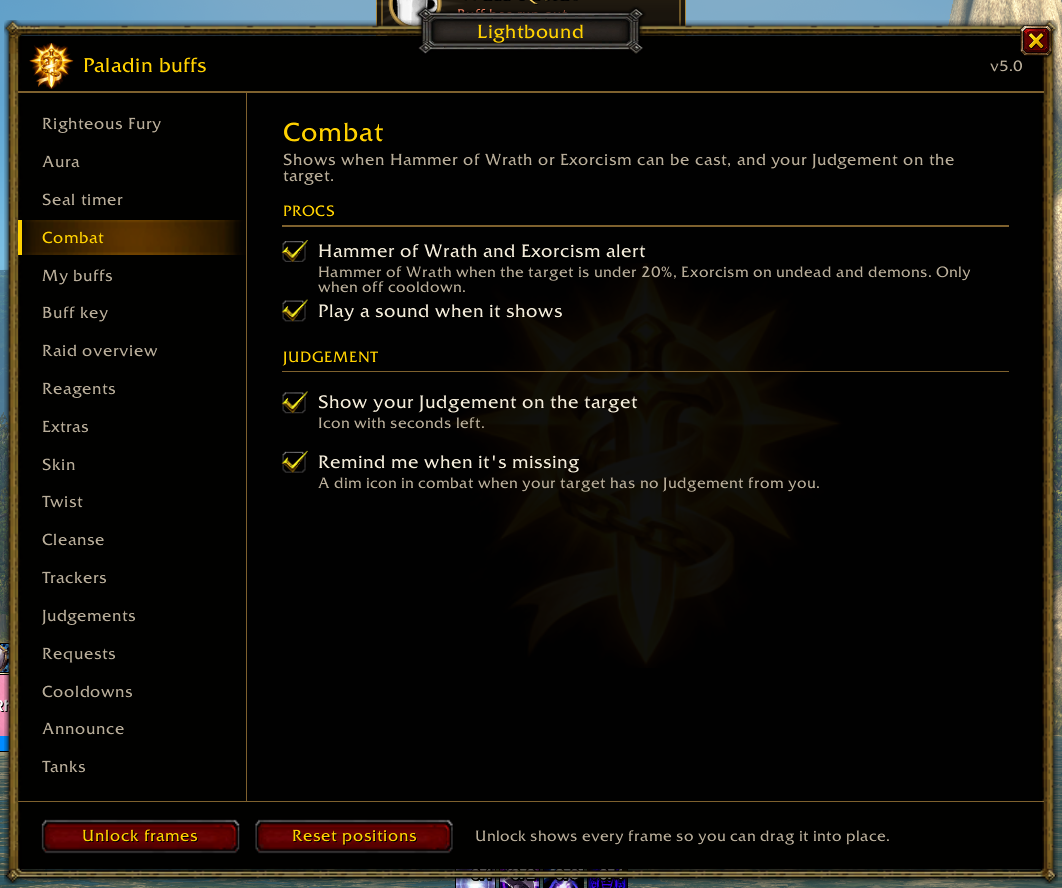 Lightbound
Paladin buffs
v5.0
Righteous Fury
Aura
Seal timer
Combat
My buffs
Buff key
Raid overview
Reagents
Extras
Skin
Twist
Cleanse
Trackers
Judgements
Requests
Cooldowns
Announce
Tanks
Combat
Shows when Hammer of Wrath or Exorcism can be cast, and your Judgement on the
target.
PROCS
Hammer of Wrath and Exorcism alert
Hammer of Wrath when the target is under 20%, Exorcism on undead and demons. Only
when off cooldown.
Play a sound when it shows
JUDGEMENT
Show your Judgement on the target
Icon with seconds left.
Remind me when it's missing
A dim icon in combat when your target has no Judgement from you.
Unlock frames
Reset positions
Unlock shows every frame so you can drag it into place.